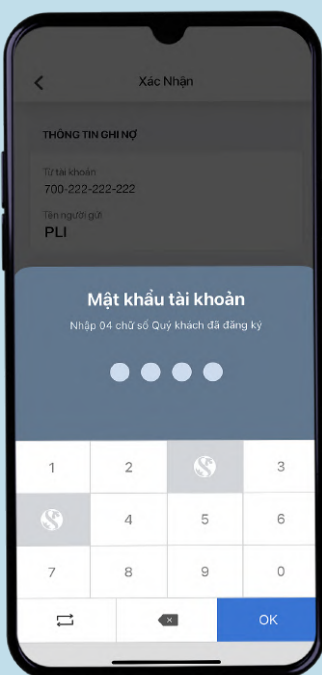 Xác Nhận
THÔNG TIN GHI NỢ
Từ tài khoản
700-222-222-222
Tên người gửi
PLI
Mật khẩu tài khoản
Nhập 04 chữ số Quý khách đã đăng ký
1 2 3
4 5 6
7 8 9 0
OK